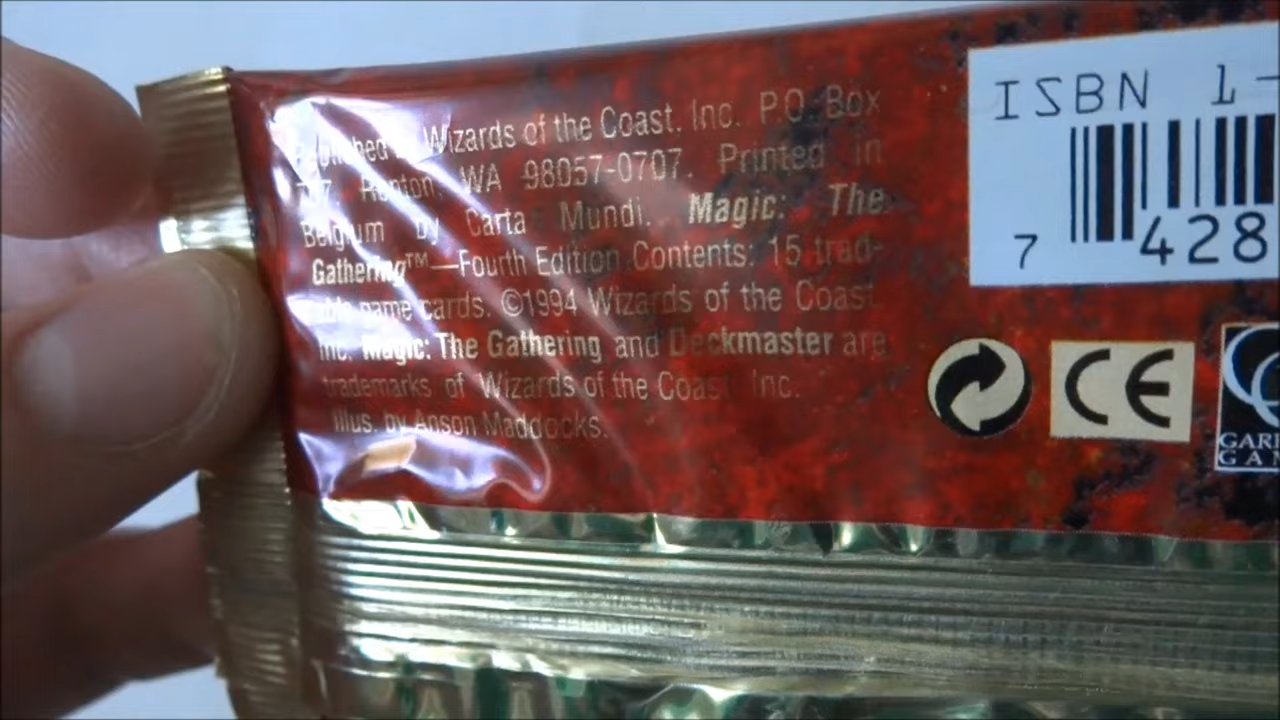 Published by Wizards of the Coast, Inc. P.O. Box
707, Renton, WA 98057-0707. Printed in
Belgium by Carta Mundi. Magic: The
Gathering™—Fourth Edition Contents: 15 trad-
able game cards. ©1994 Wizards of the Coast
Inc. Magic: The Gathering and Deckmaster are
trademarks of Wizards of the Coast Inc.
Illus. by Anson Maddocks.
ISBN 1-
7 428
CE